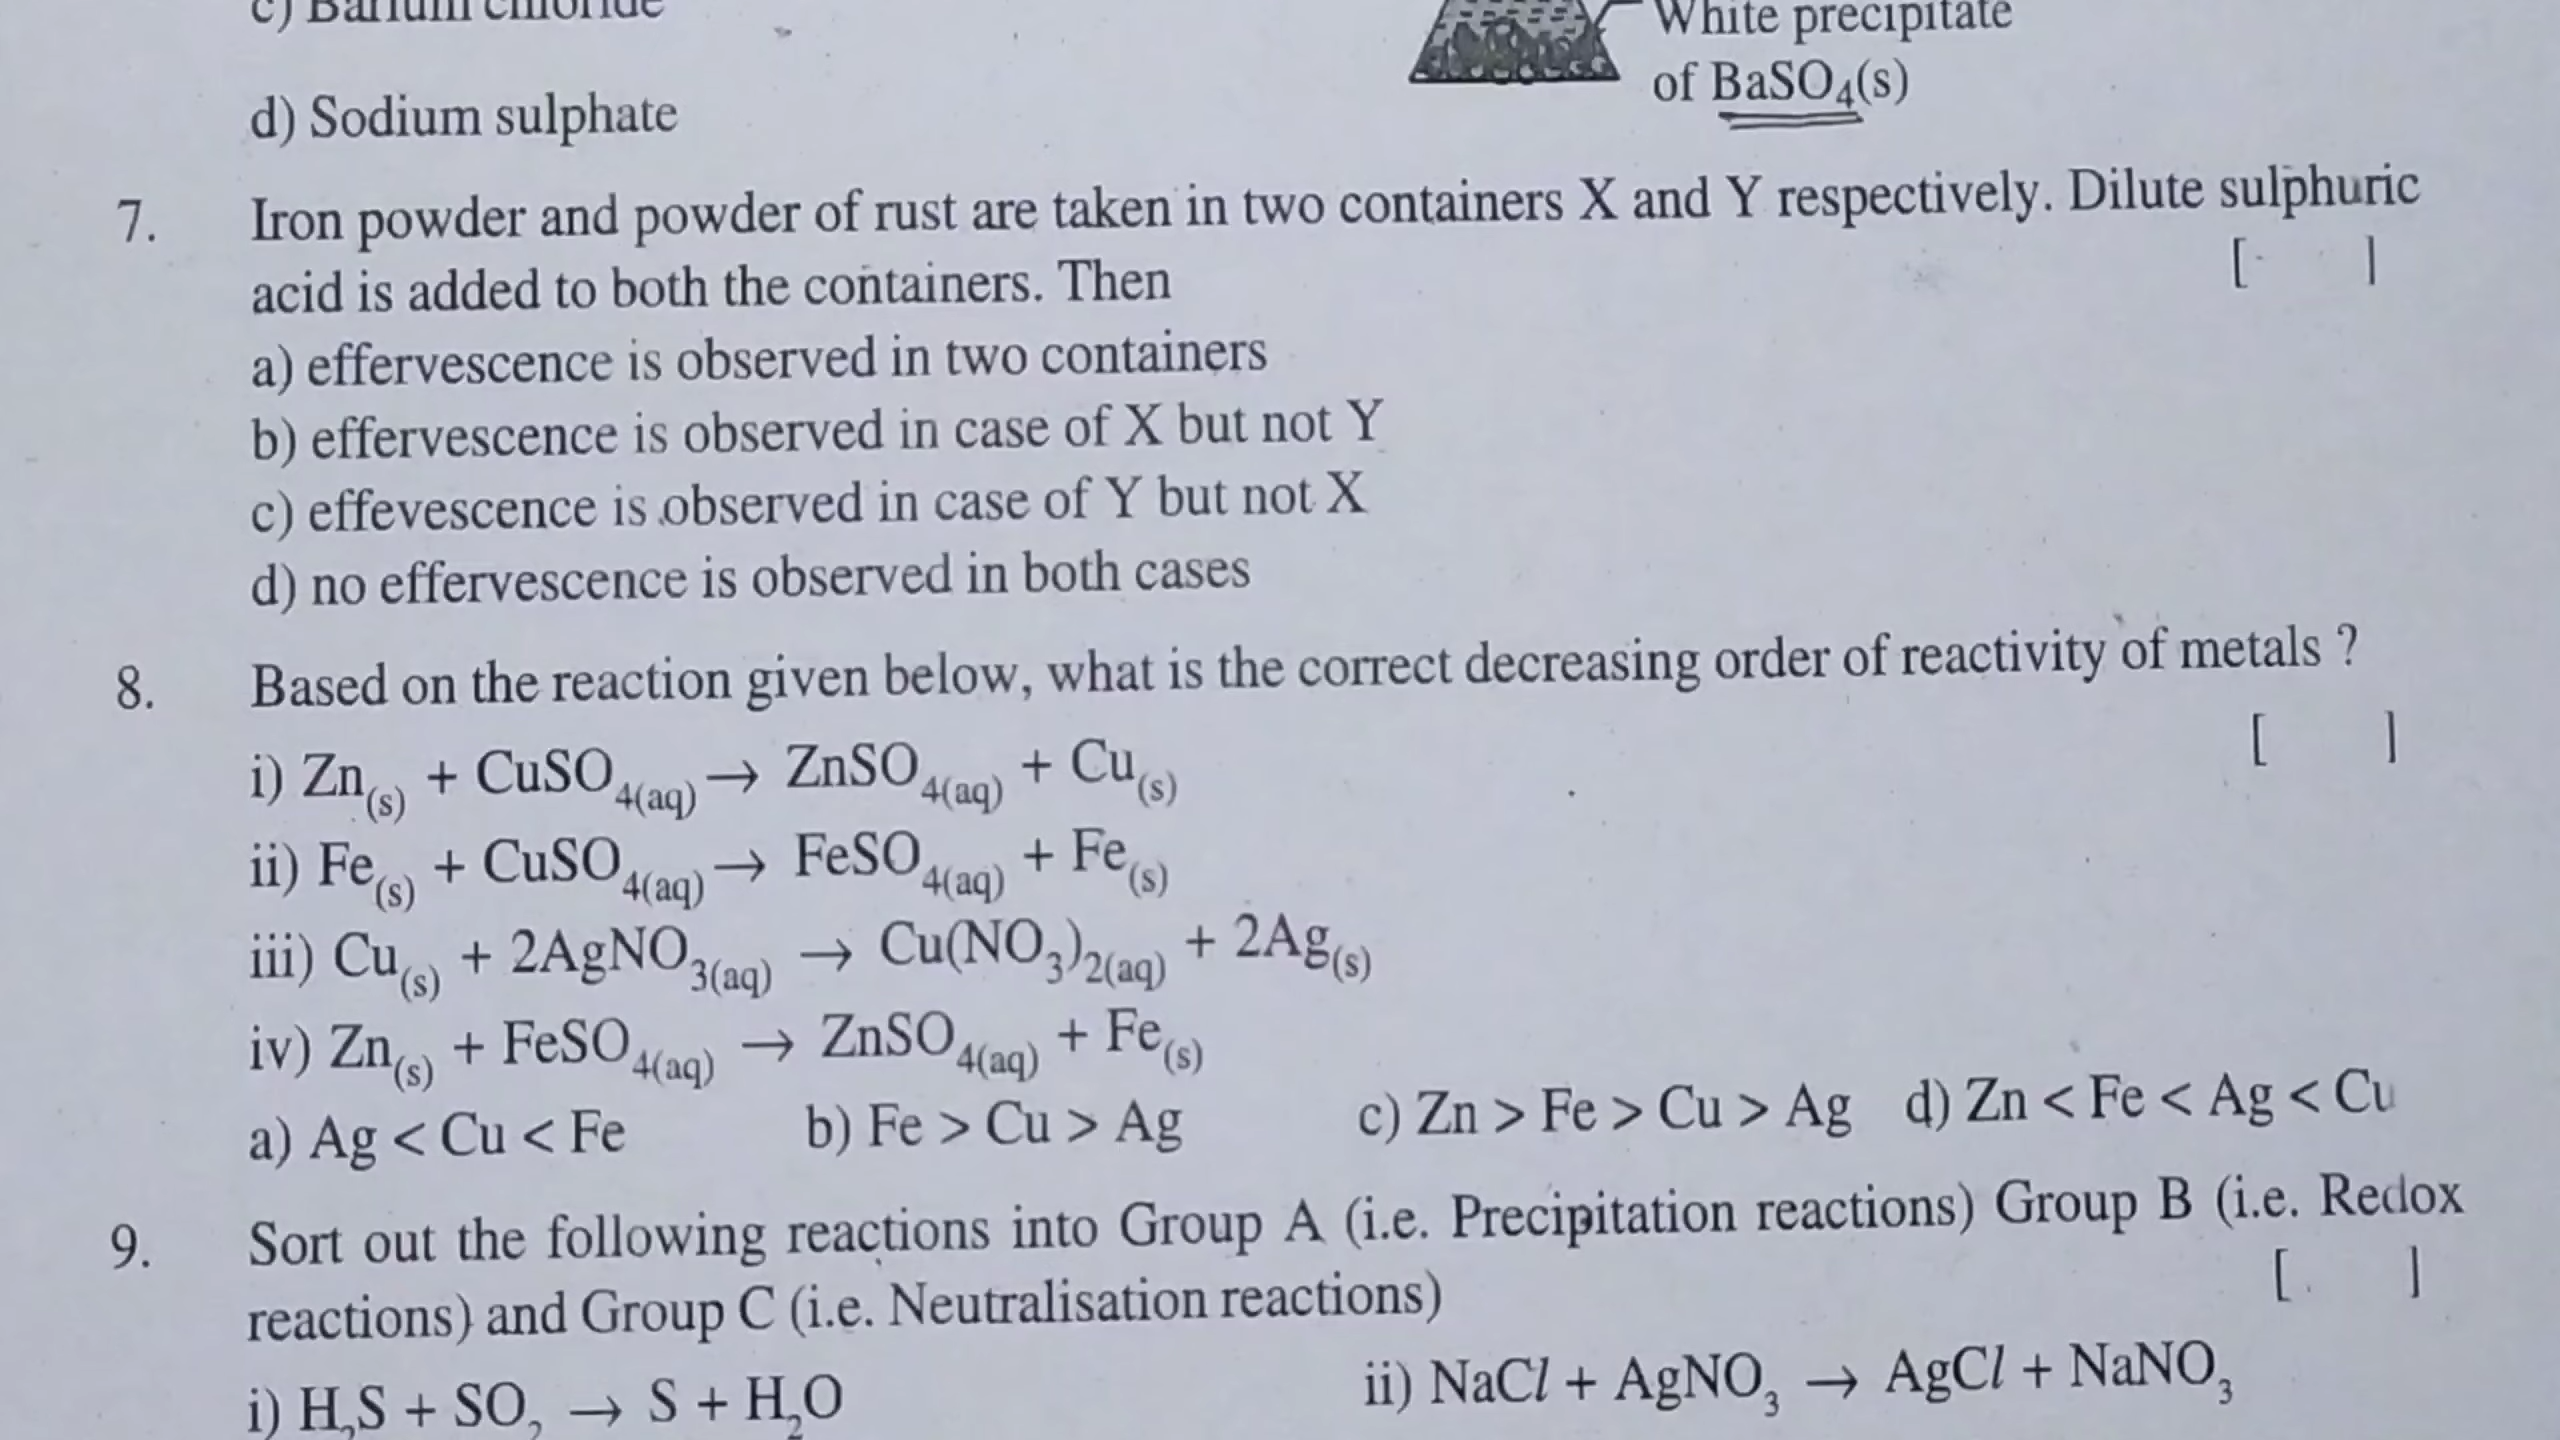 c) Barium chloride
White precipitate
of BaSO₄(s)
d) Sodium sulphate
7. Iron powder and powder of rust are taken in two containers X and Y respectively. Dilute sulphuric
acid is added to both the containers. Then [ ]
a) effervescence is observed in two containers
b) effervescence is observed in case of X but not Y
c) effevescence is observed in case of Y but not X
d) no effervescence is observed in both cases
8. Based on the reaction given below, what is the correct decreasing order of reactivity of metals ?
[ ]
i) Zn(s) + CuSO₄(aq) → ZnSO₄(aq) + Cu(s)
ii) Fe(s) + CuSO₄(aq) → FeSO₄(aq) + Fe(s)
iii) Cu(s) + 2AgNO₃(aq) → Cu(NO₃)₂(aq) + 2Ag(s)
iv) Zn(s) + FeSO₄(aq) → ZnSO₄(aq) + Fe(s)
a) Ag < Cu < Fe b) Fe > Cu > Ag c) Zn > Fe > Cu > Ag d) Zn < Fe < Ag < Cu
9. Sort out the following reactions into Group A (i.e. Precipitation reactions) Group B (i.e. Redox
reactions) and Group C (i.e. Neutralisation reactions) [ ]
i) H₂S + SO₂ → S + H₂O ii) NaCl + AgNO₃ → AgCl + NaNO₃